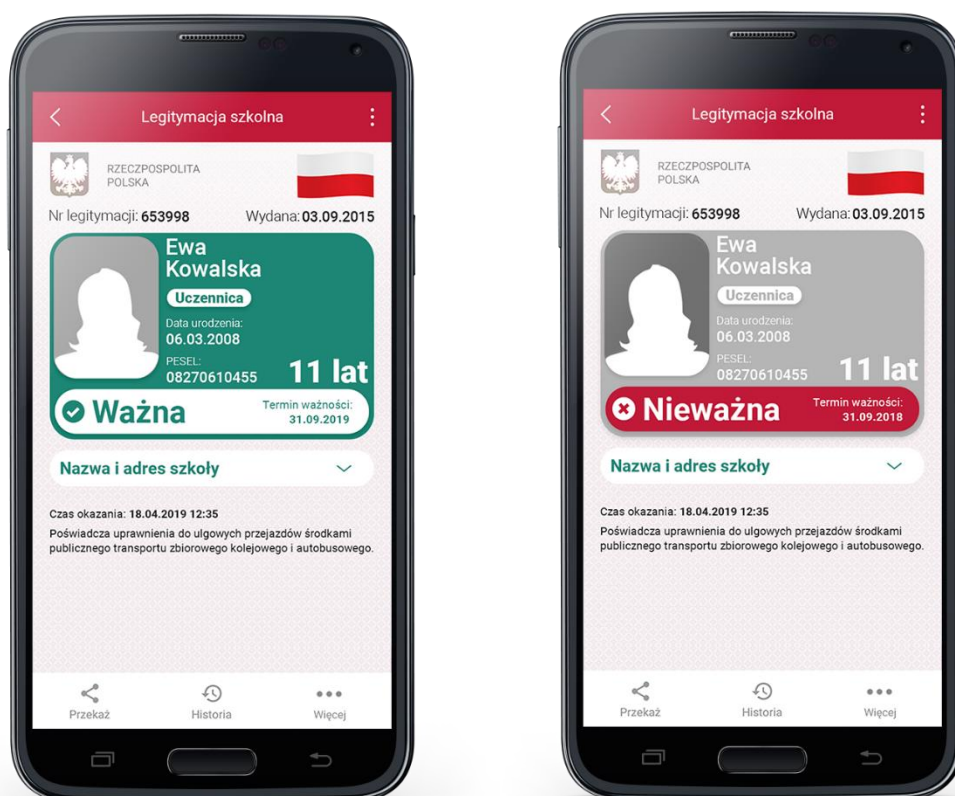 Legitymacja szkolna
RZECZPOSPOLITA
POLSKA
Nr legitymacji: 653998 Wydana: 03.09.2015
Ewa
Kowalska
Uczennica
Data urodzenia:
06.03.2008
PESEL:
08270610455
11 lat
Ważna
Termin ważności:
31.09.2019
Nazwa i adres szkoły
Czas okazania: 18.04.2019 12:35
Poświadcza uprawnienia do ulgowych przejazdów środkami
publicznego transportu zbiorowego kolejowego i autobusowego.
Przekaż Historia Więcej
Legitymacja szkolna
RZECZPOSPOLITA
POLSKA
Nr legitymacji: 653998 Wydana: 03.09.2015
Ewa
Kowalska
Uczennica
Data urodzenia:
06.03.2008
PESEL:
08270610455
11 lat
Nieważna
Termin ważności:
31.09.2018
Nazwa i adres szkoły
Czas okazania: 18.04.2019 12:35
Poświadcza uprawnienia do ulgowych przejazdów środkami
publicznego transportu zbiorowego kolejowego i autobusowego.
Przekaż Historia Więcej